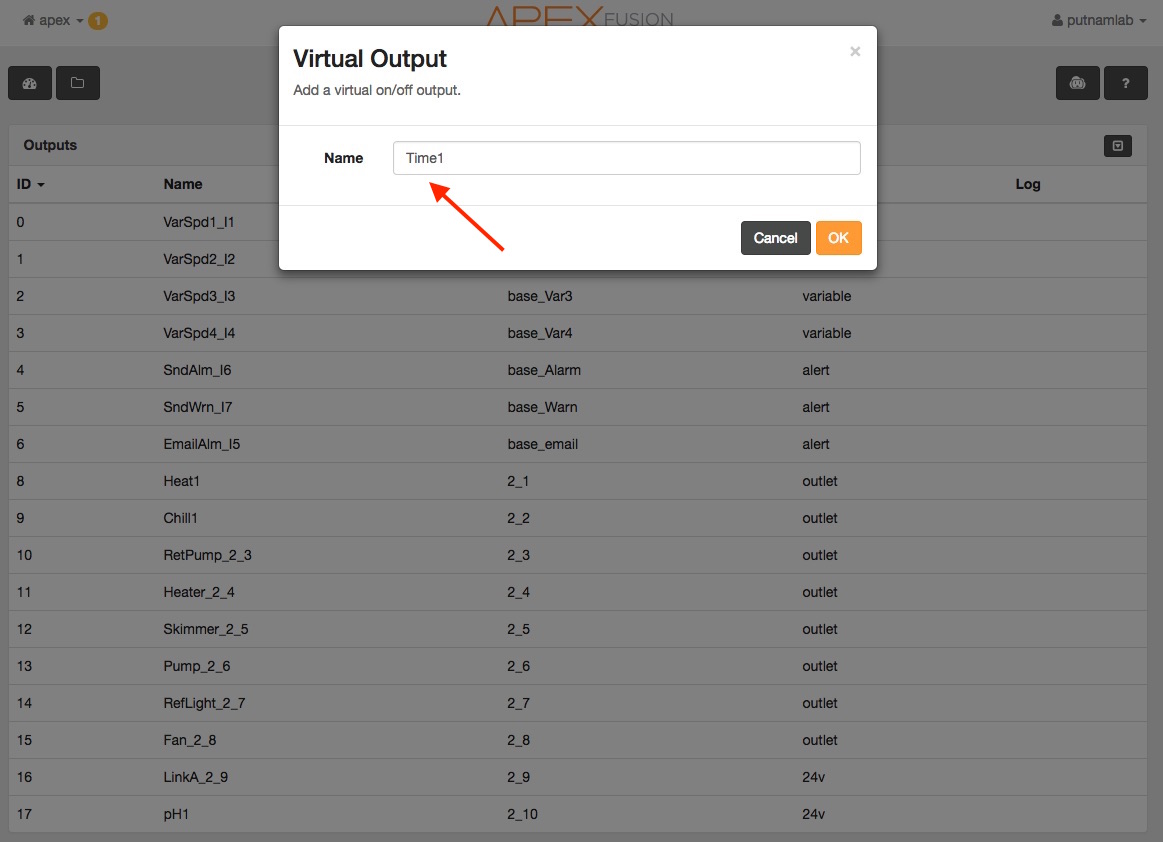 apex 1
APEX FUSION
putnamlab
Virtual Output
×
Add a virtual on/off output.
Name Time1
Cancel OK
?
Outputs
ID Name Log
0 VarSpd1_I1
1 VarSpd2_I2
2 VarSpd3_I3 base_Var3 variable
3 VarSpd4_I4 base_Var4 variable
4 SndAlm_I6 base_Alarm alert
5 SndWrn_I7 base_Warn alert
6 EmailAlm_I5 base_email alert
8 Heat1 2_1 outlet
9 Chill1 2_2 outlet
10 RetPump_2_3 2_3 outlet
11 Heater_2_4 2_4 outlet
12 Skimmer_2_5 2_5 outlet
13 Pump_2_6 2_6 outlet
14 RefLight_2_7 2_7 outlet
15 Fan_2_8 2_8 outlet
16 LinkA_2_9 2_9 24v
17 pH1 2_10 24v